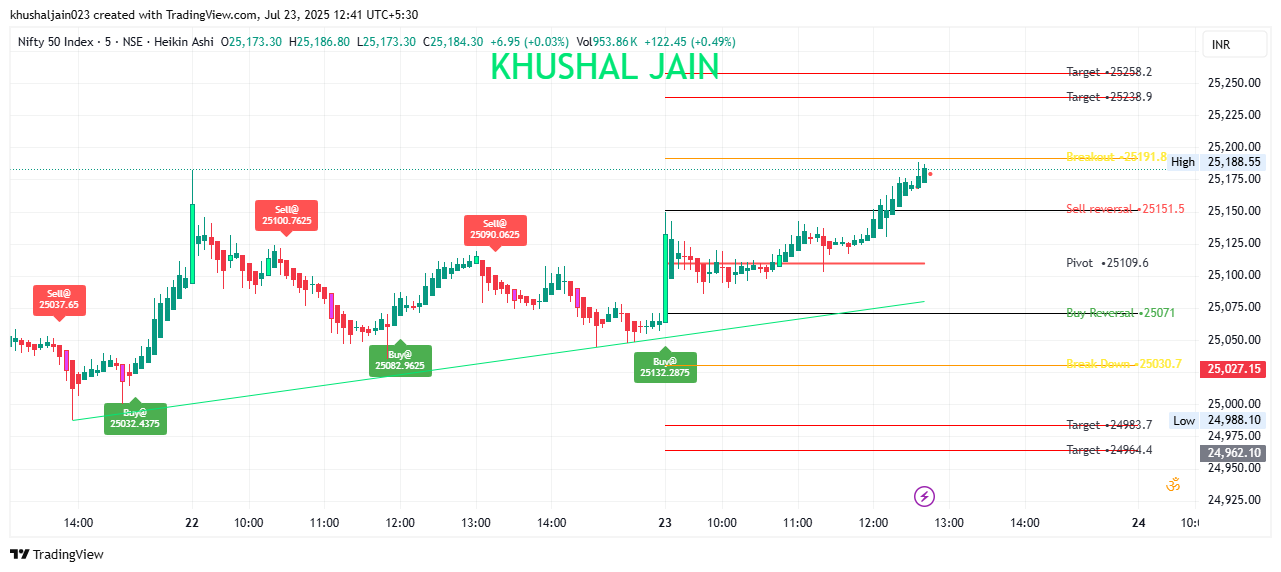 khushaljain023 created with TradingView.com, Jul 23, 2025 12:41 UTC+5:30
Nifty 50 Index · 5 · NSE · Heikin Ashi O25,173.30 H25,186.80 L25,173.30 C25,184.30 +6.95 (+0.03%) Vol953.86K +122.45 (+0.49%)
INR
KHUSHAL JAIN
Target •25258.2
25,250.00
Target •25238.9
25,225.00
25,200.00
Breakout •25191.8
High 25,188.55
25,175.00
Sell@
25100.7625
Sell reversal •25151.5
25,150.00
Sell@
25090.0625
25,125.00
Pivot •25109.6
25,100.00
Sell@
25037.65
25,075.00
Buy Reversal •25071
25,050.00
Buy@
25082.9625
Buy@
25132.2875
Break Down •25030.7
25,027.15
25,000.00
Buy@
25032.4375
Low 24,988.10
Target •24983.7
24,975.00
Target •24964.4
24,962.10
24,950.00
ॐ
24,925.00
14:00 22 10:00 11:00 12:00 13:00 14:00 23 10:00 11:00 12:00 13:00 14:00 24 10:0
TradingView